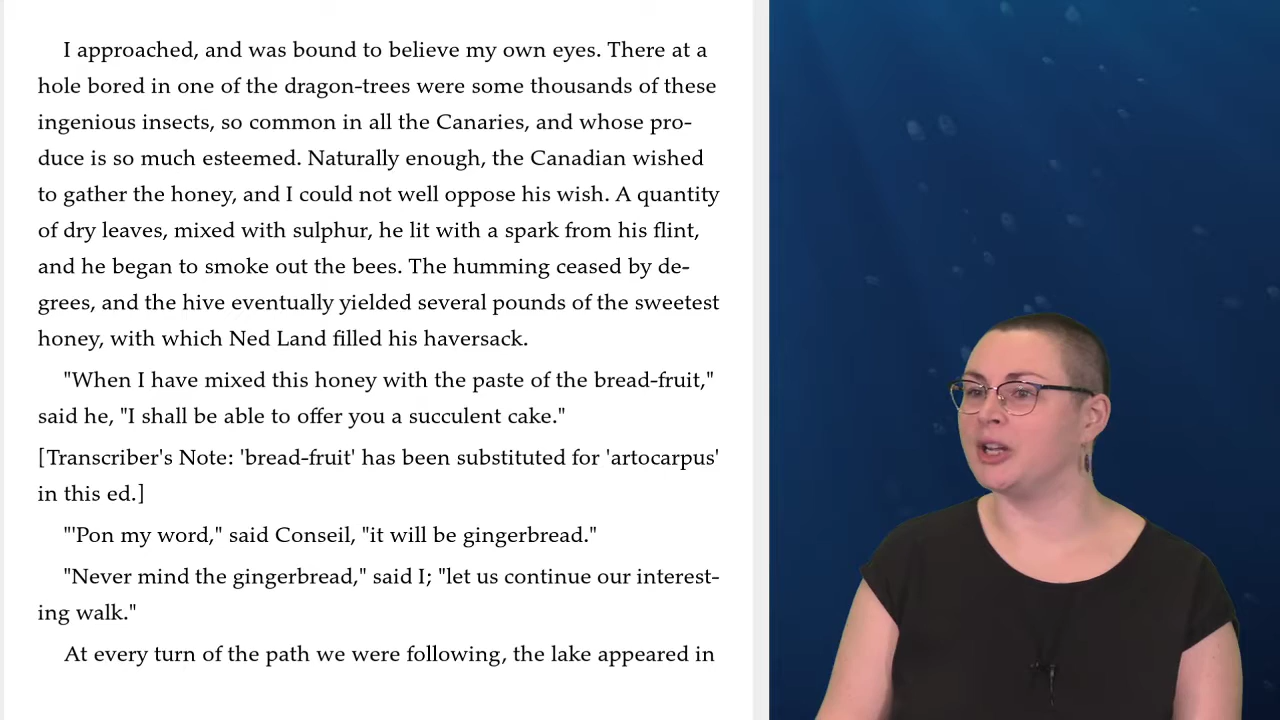 I approached, and was bound to believe my own eyes. There at a
hole bored in one of the dragon-trees were some thousands of these
ingenious insects, so common in all the Canaries, and whose pro-
duce is so much esteemed. Naturally enough, the Canadian wished
to gather the honey, and I could not well oppose his wish. A quantity
of dry leaves, mixed with sulphur, he lit with a spark from his flint,
and he began to smoke out the bees. The humming ceased by de-
grees, and the hive eventually yielded several pounds of the sweetest
honey, with which Ned Land filled his haversack.
"When I have mixed this honey with the paste of the bread-fruit,"
said he, "I shall be able to offer you a succulent cake."
[Transcriber's Note: 'bread-fruit' has been substituted for 'artocarpus'
in this ed.]
"'Pon my word," said Conseil, "it will be gingerbread."
"Never mind the gingerbread," said I; "let us continue our interest-
ing walk."
At every turn of the path we were following, the lake appeared in